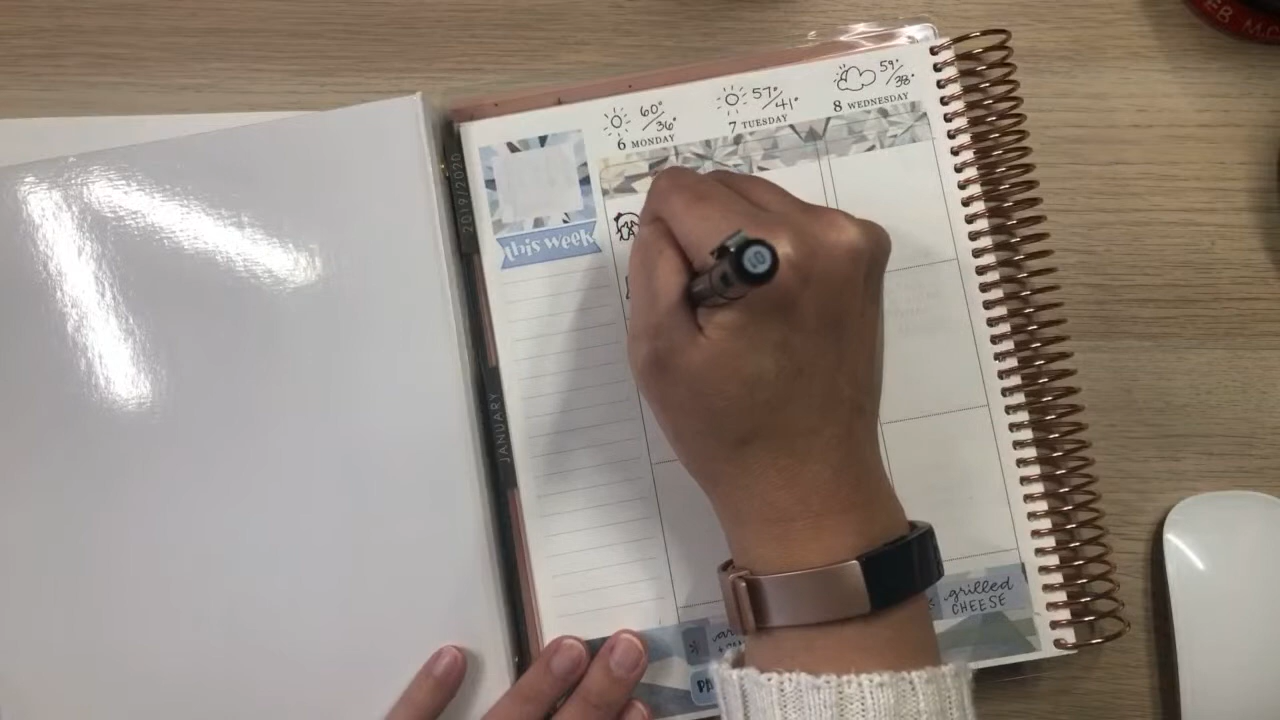 60°/36°
6 MONDAY
57°/41°
7 TUESDAY
59°/38°
8 WEDNESDAY
2019/2020
this week
JANUARY
grilled
CHEESE
01